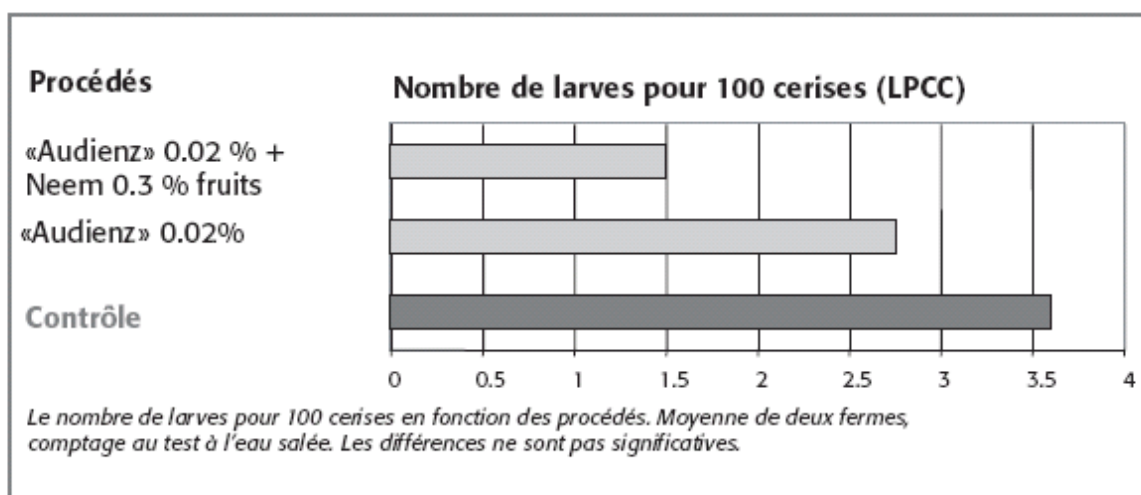 Procédés
Nombre de larves pour 100 cerises (LPCC)
«Audienz» 0.02 % +
Neem 0.3 % fruits
«Audienz» 0.02%
Contrôle
0 0.5 1 1.5 2 2.5 3 3.5 4
Le nombre de larves pour 100 cerises en fonction des procédés. Moyenne de deux fermes,
comptage au test à l'eau salée. Les différences ne sont pas significatives.